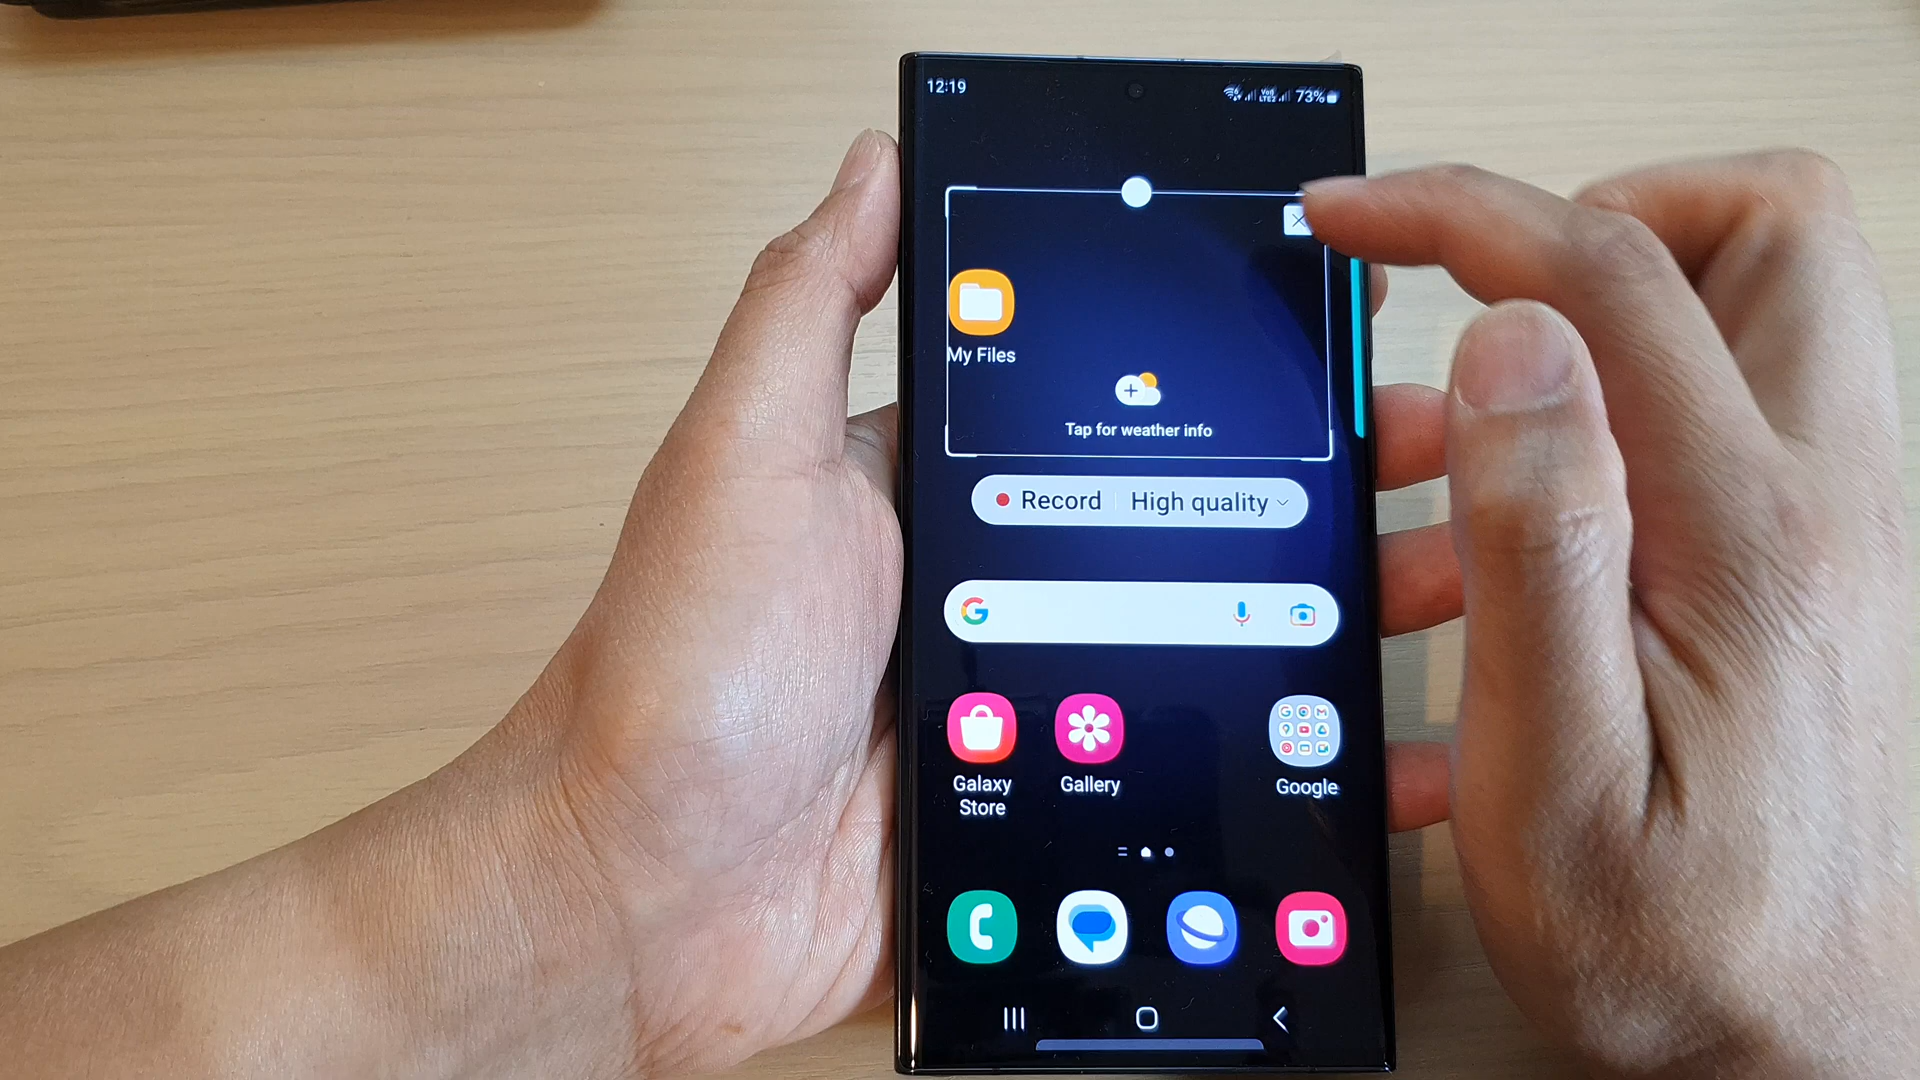 12:19
73%
My Files
Tap for weather info
Record High quality
Galaxy Store
Gallery
Google